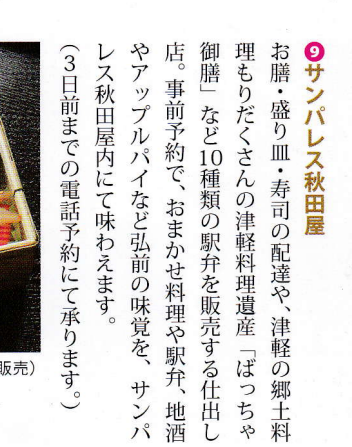 ❾サンパレス秋田屋
お膳・盛り皿・寿司の配達や、津軽の郷土料
理もりだくさんの津軽料理遺産「ばっちゃ
御膳」など10種類の駅弁を販売する仕出し
店。事前予約で、おまかせ料理や駅弁、地酒
やアップルパイなど弘前の味覚を、サンパ
レス秋田屋内にて味わえます。
(3日前までの電話予約にて承ります。)
販売)